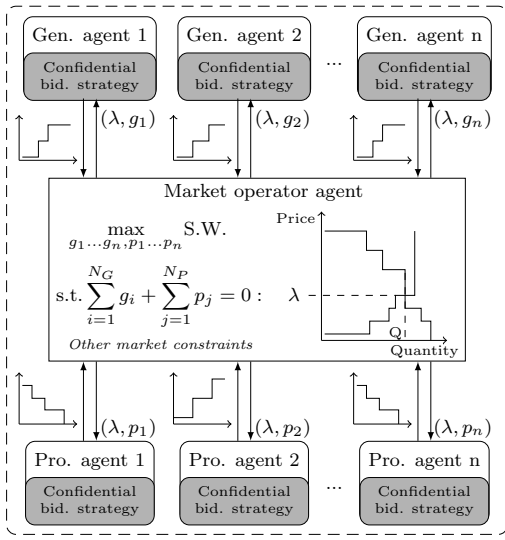 Gen. agent 1
Confidential
bid. strategy
Gen. agent 2
Confidential
bid. strategy
...
Gen. agent n
Confidential
bid. strategy
(λ, g₁)
(λ, g₂)
(λ, gₙ)
Market operator agent
max S.W.
g₁...gₙ,p₁...pₙ
s.t. ∑_{i=1}^{N_G} gᵢ + ∑_{j=1}^{N_P} pⱼ = 0 :
Other market constraints
Price
λ
Q
Quantity
(λ, p₁)
(λ, p₂)
(λ, pₙ)
Pro. agent 1
Confidential
bid. strategy
Pro. agent 2
Confidential
bid. strategy
...
Pro. agent n
Confidential
bid. strategy